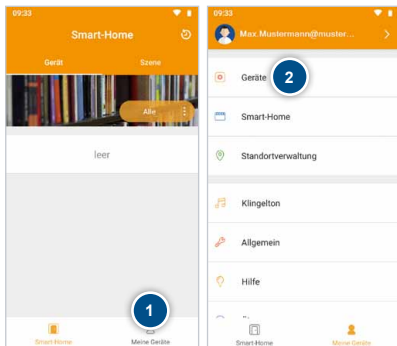 09:33
Smart-Home
Gerät
Szene
Alle
leer
1
Smart-Home
Meine Geräte
09:33
Max.Mustermann@muster...
Geräte
2
Smart-Home
Standortverwaltung
Klingelton
Allgemein
Hilfe
Smart-Home
Meine Geräte